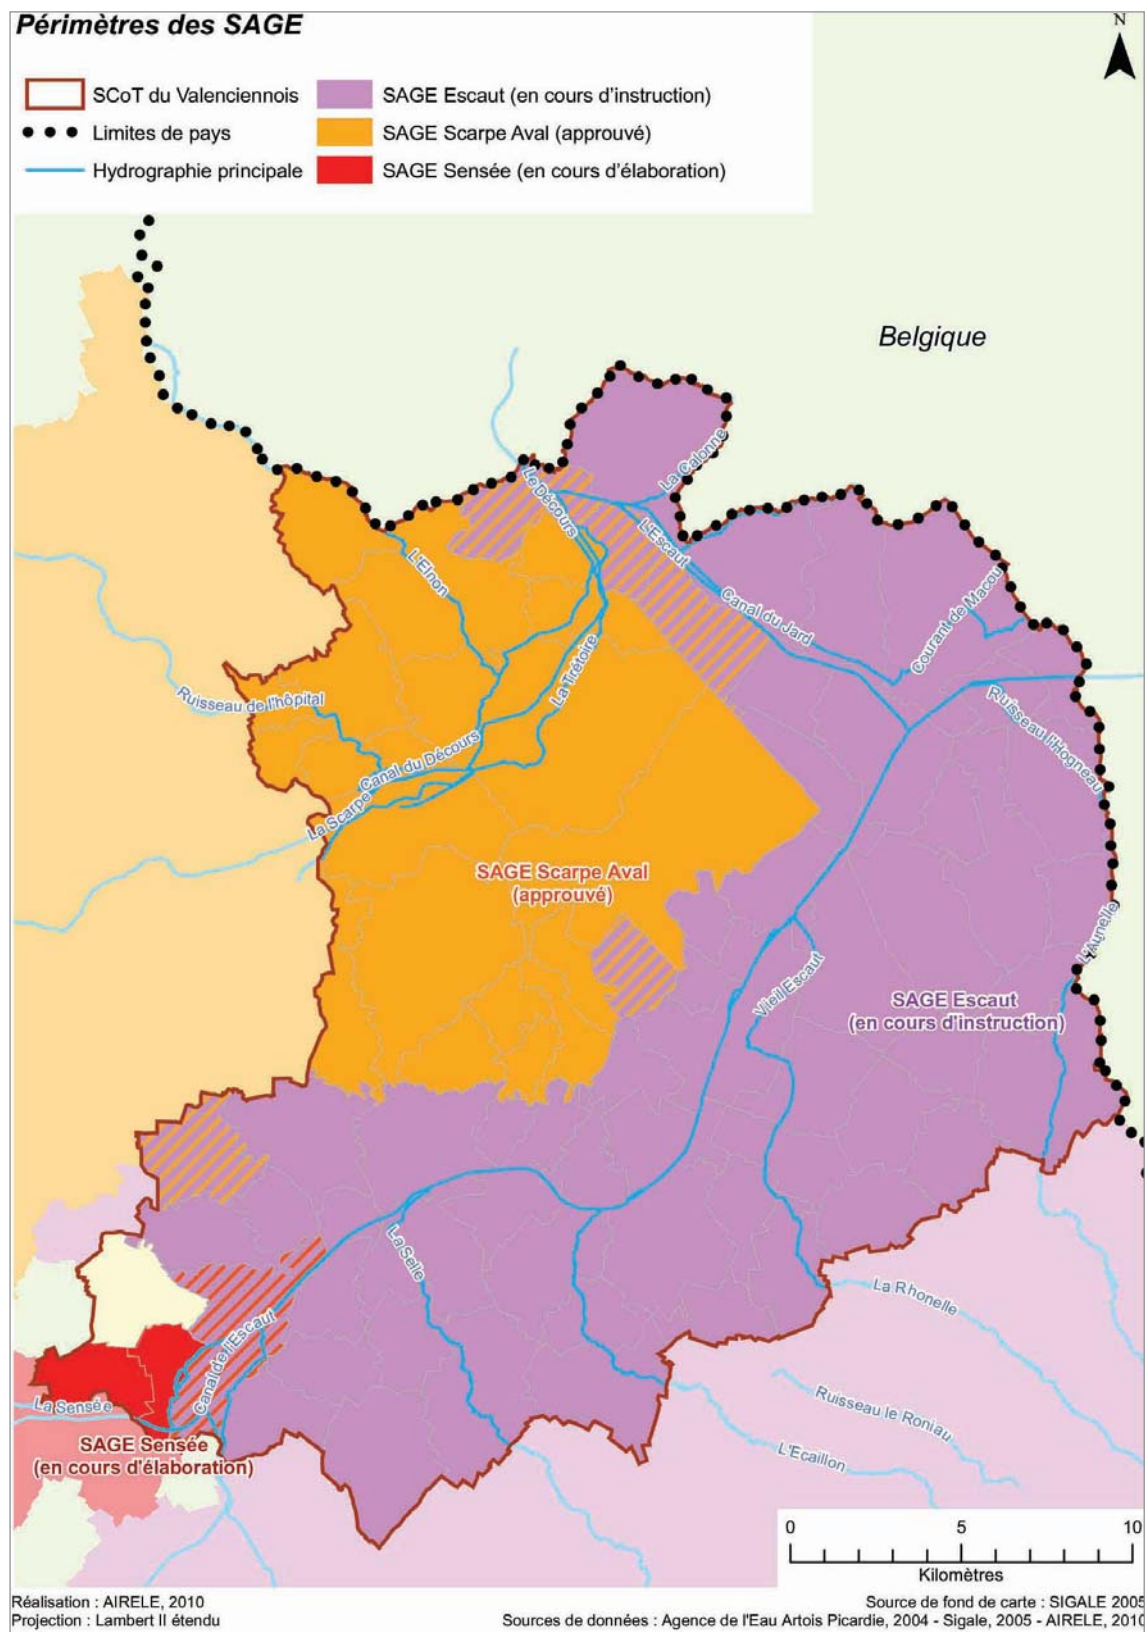 Périmètres des SAGE
N
SCoT du Valenciennois
Limites de pays
Hydrographie principale
SAGE Escaut (en cours d'instruction)
SAGE Scarpe Aval (approuvé)
SAGE Sensée (en cours d'élaboration)
Belgique
La Calonne
Le Décours
L'Escaut
L'Elnon
Canal du Jard
Courant de Macou
La Trétoire
Ruisseau de l'hôpital
Ruisseau l'Hogneau
Canal du Décours
La Scarpe
SAGE Scarpe Aval
(approuvé)
L'Aunelle
Vieil Escaut
SAGE Escaut
(en cours d'instruction)
La Selle
La Rhonelle
Canal de l'Escaut
La Sensée
Ruisseau le Roniau
SAGE Sensée
(en cours d'élaboration)
L'Ecaillon
0 5 10
Kilomètres
Réalisation : AIRELE, 2010
Projection : Lambert II étendu
Source de fond de carte : SIGALE 2005
Sources de données : Agence de l'Eau Artois Picardie, 2004 - Sigale, 2005 - AIRELE, 2010